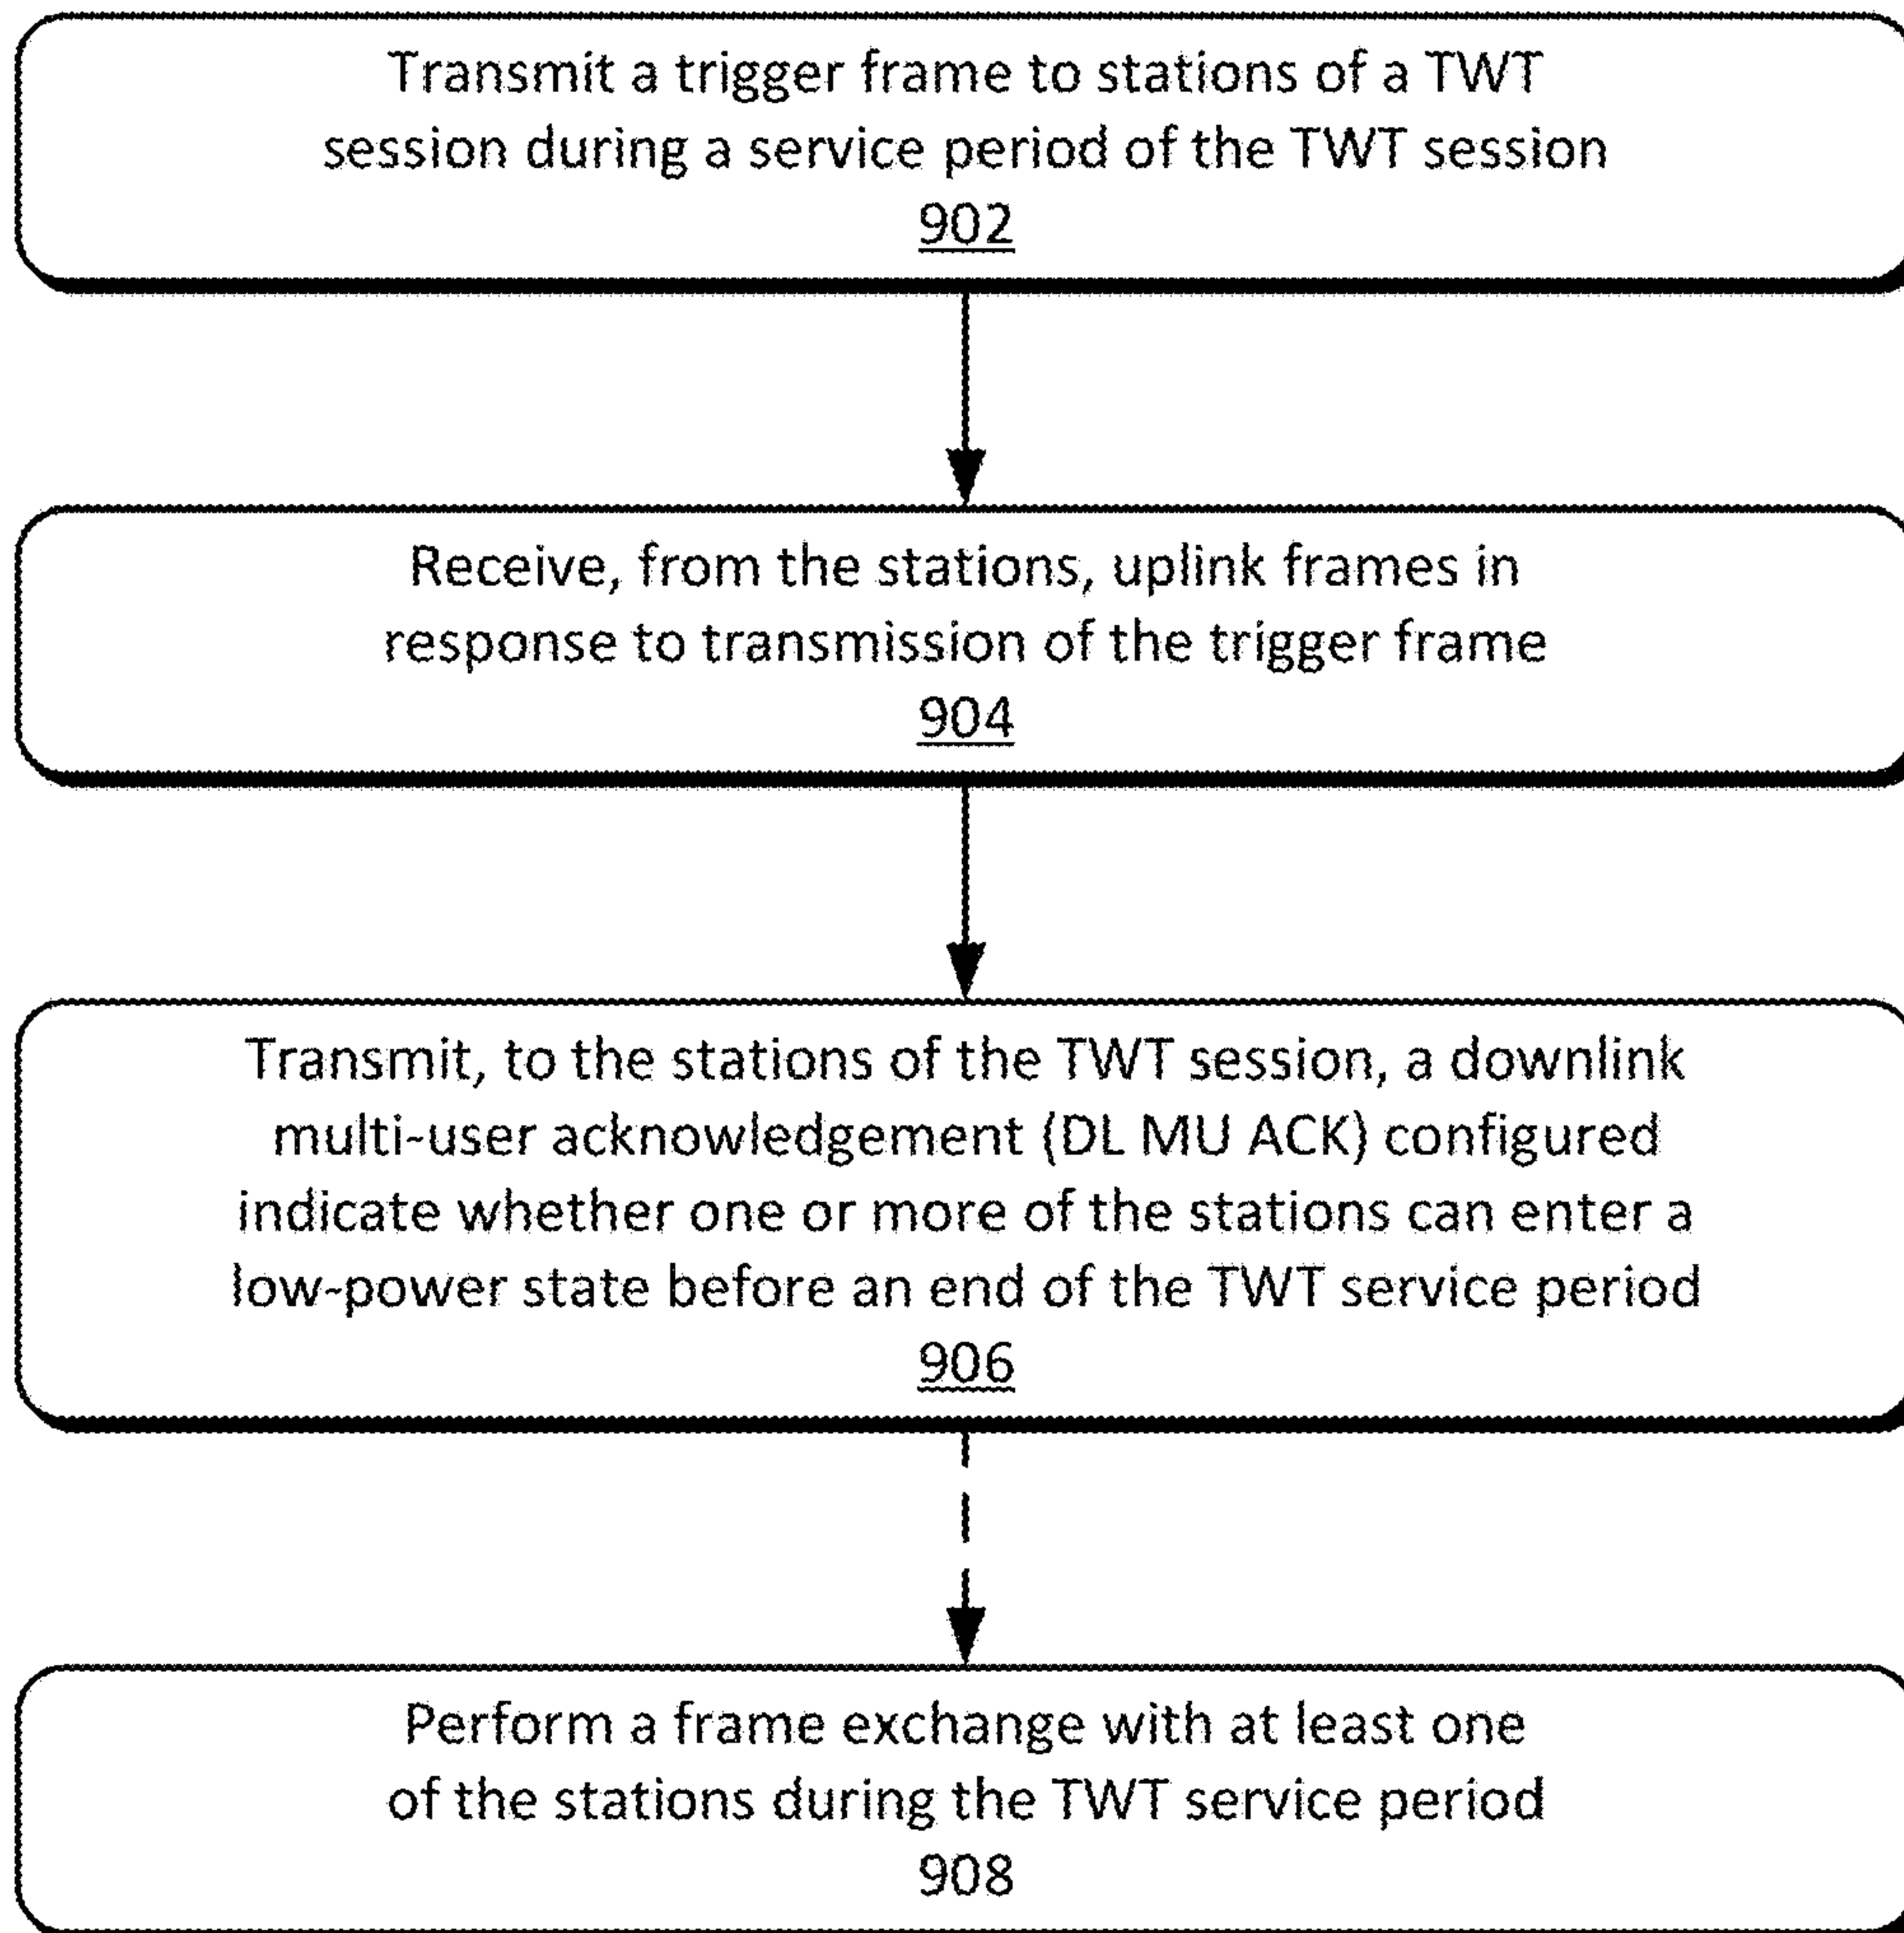 Transmit a trigger frame to stations of a TWT
session during a service period of the TWT session
902
Receive, from the stations, uplink frames in
response to transmission of the trigger frame
904
Transmit, to the stations of the TWT session, a downlink
multi-user acknowledgement (DL MU ACK) configured
indicate whether one or more of the stations can enter a
low-power state before an end of the TWT service period
906
Perform a frame exchange with at least one
of the stations during the TWT service period
908